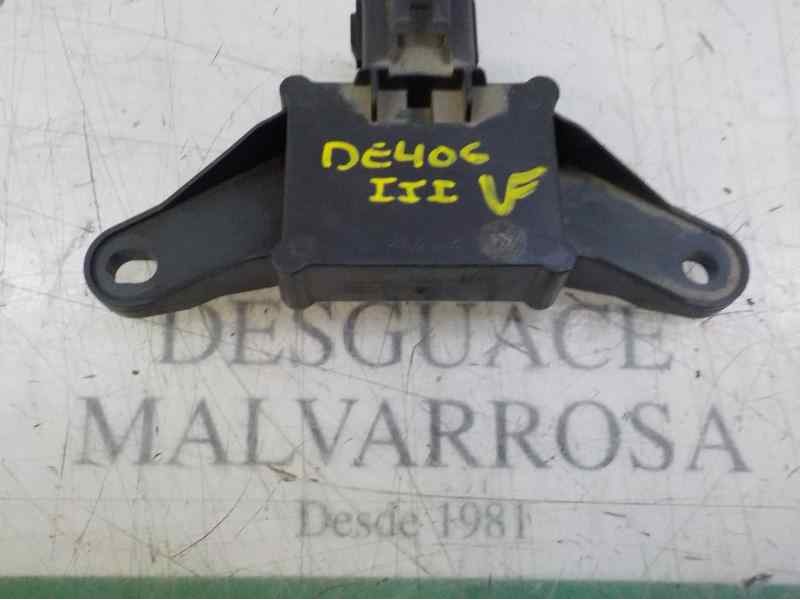 DE406
III VF
DESGUACE
MALVARROSA
Desde 1981